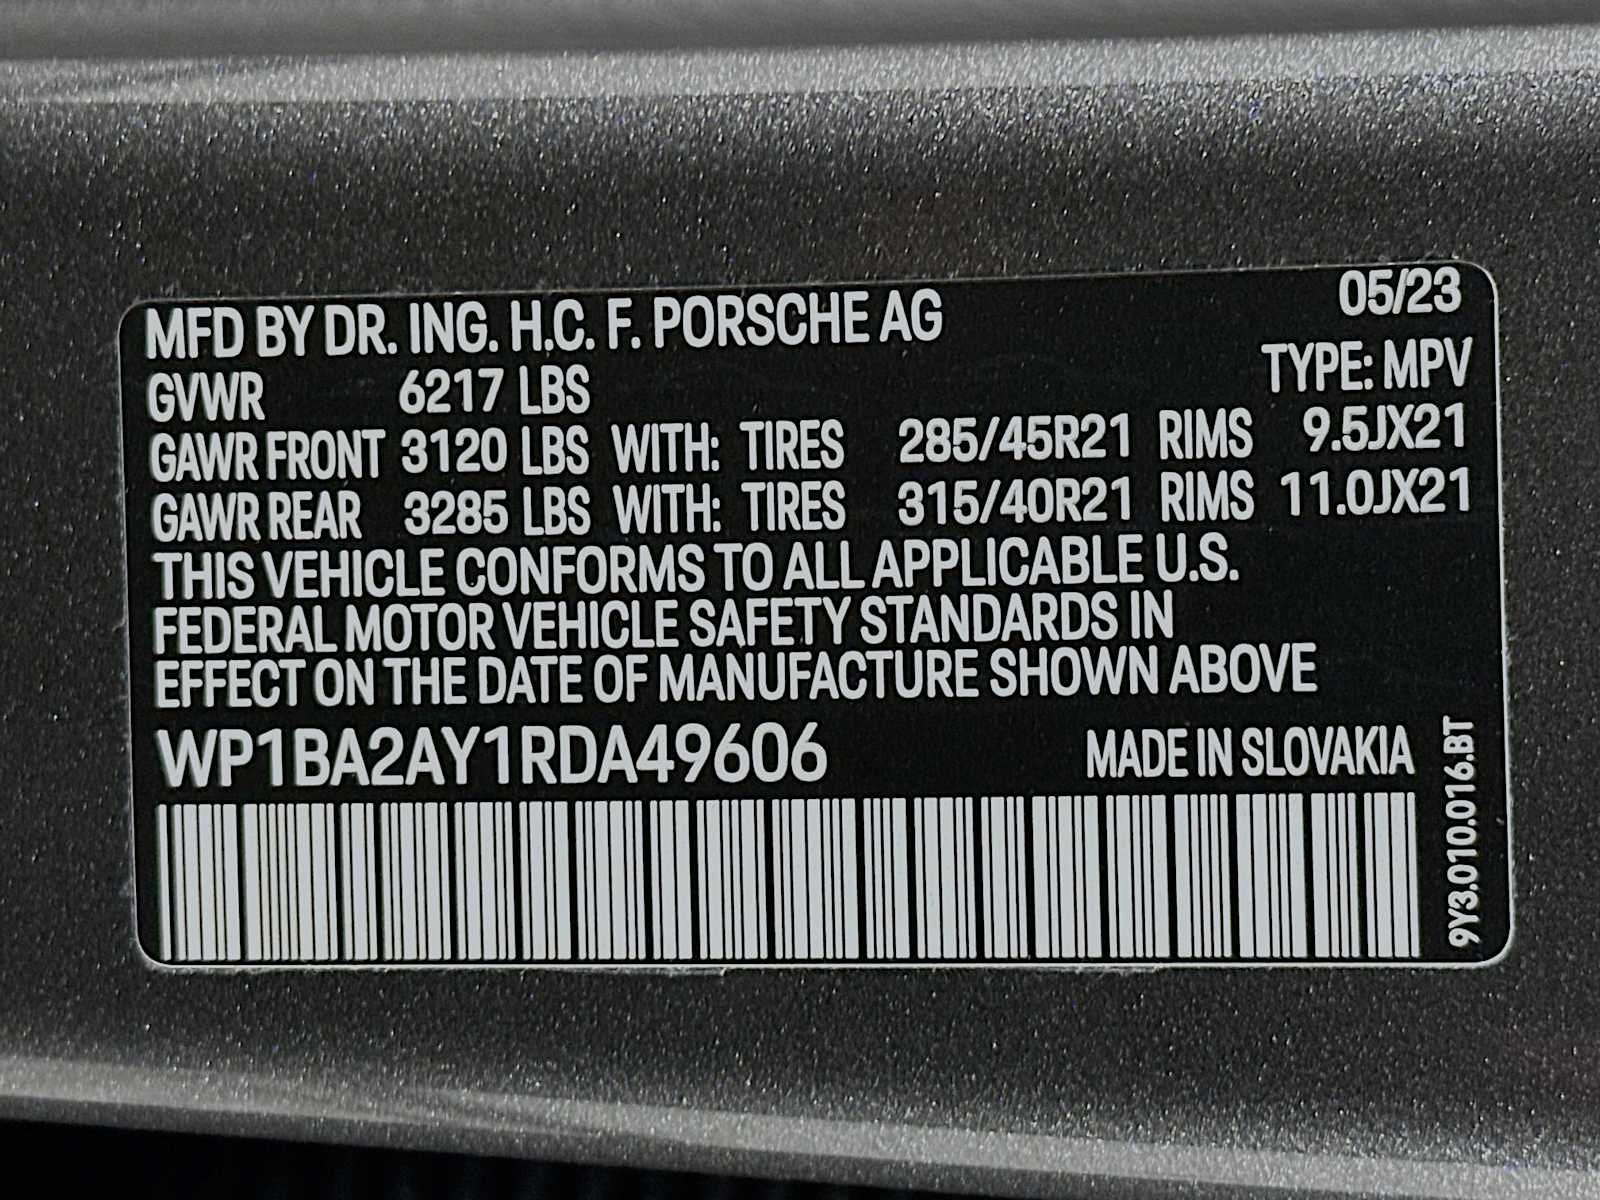 MFD BY DR. ING. H.C. F. PORSCHE AG 05/23
GVWR 6217 LBS TYPE: MPV
GAWR FRONT 3120 LBS WITH: TIRES 285/45R21 RIMS 9.5JX21
GAWR REAR 3285 LBS WITH: TIRES 315/40R21 RIMS 11.0JX21
THIS VEHICLE CONFORMS TO ALL APPLICABLE U.S.
FEDERAL MOTOR VEHICLE SAFETY STANDARDS IN
EFFECT ON THE DATE OF MANUFACTURE SHOWN ABOVE
WP1BA2AY1RDA49606 MADE IN SLOVAKIA
9Y3.010.016.BT